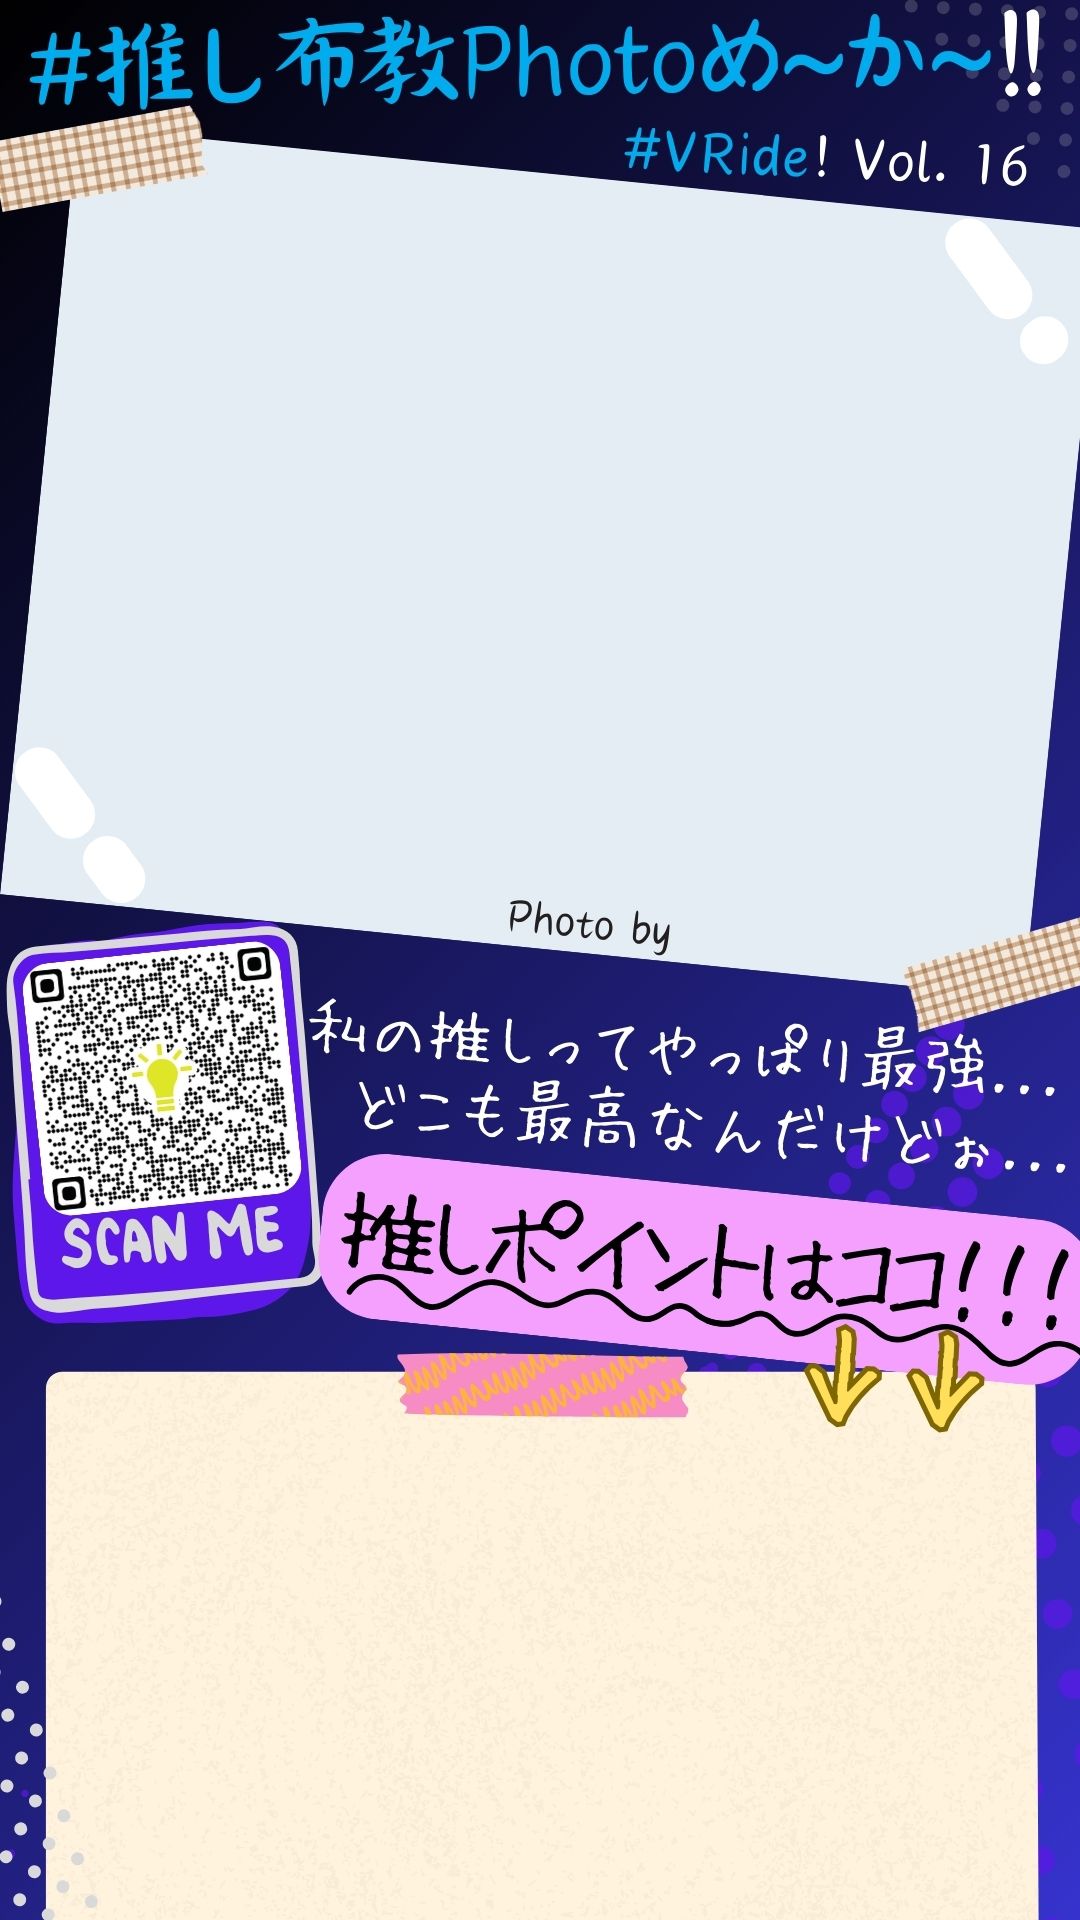 #推し布教Photoめ～か～!!
#VRide! Vol. 16
Photo by
私の推しってやっぱり最強...
どこも最高なんだけどぉ...
SCAN ME
推しポイントはココ!!!